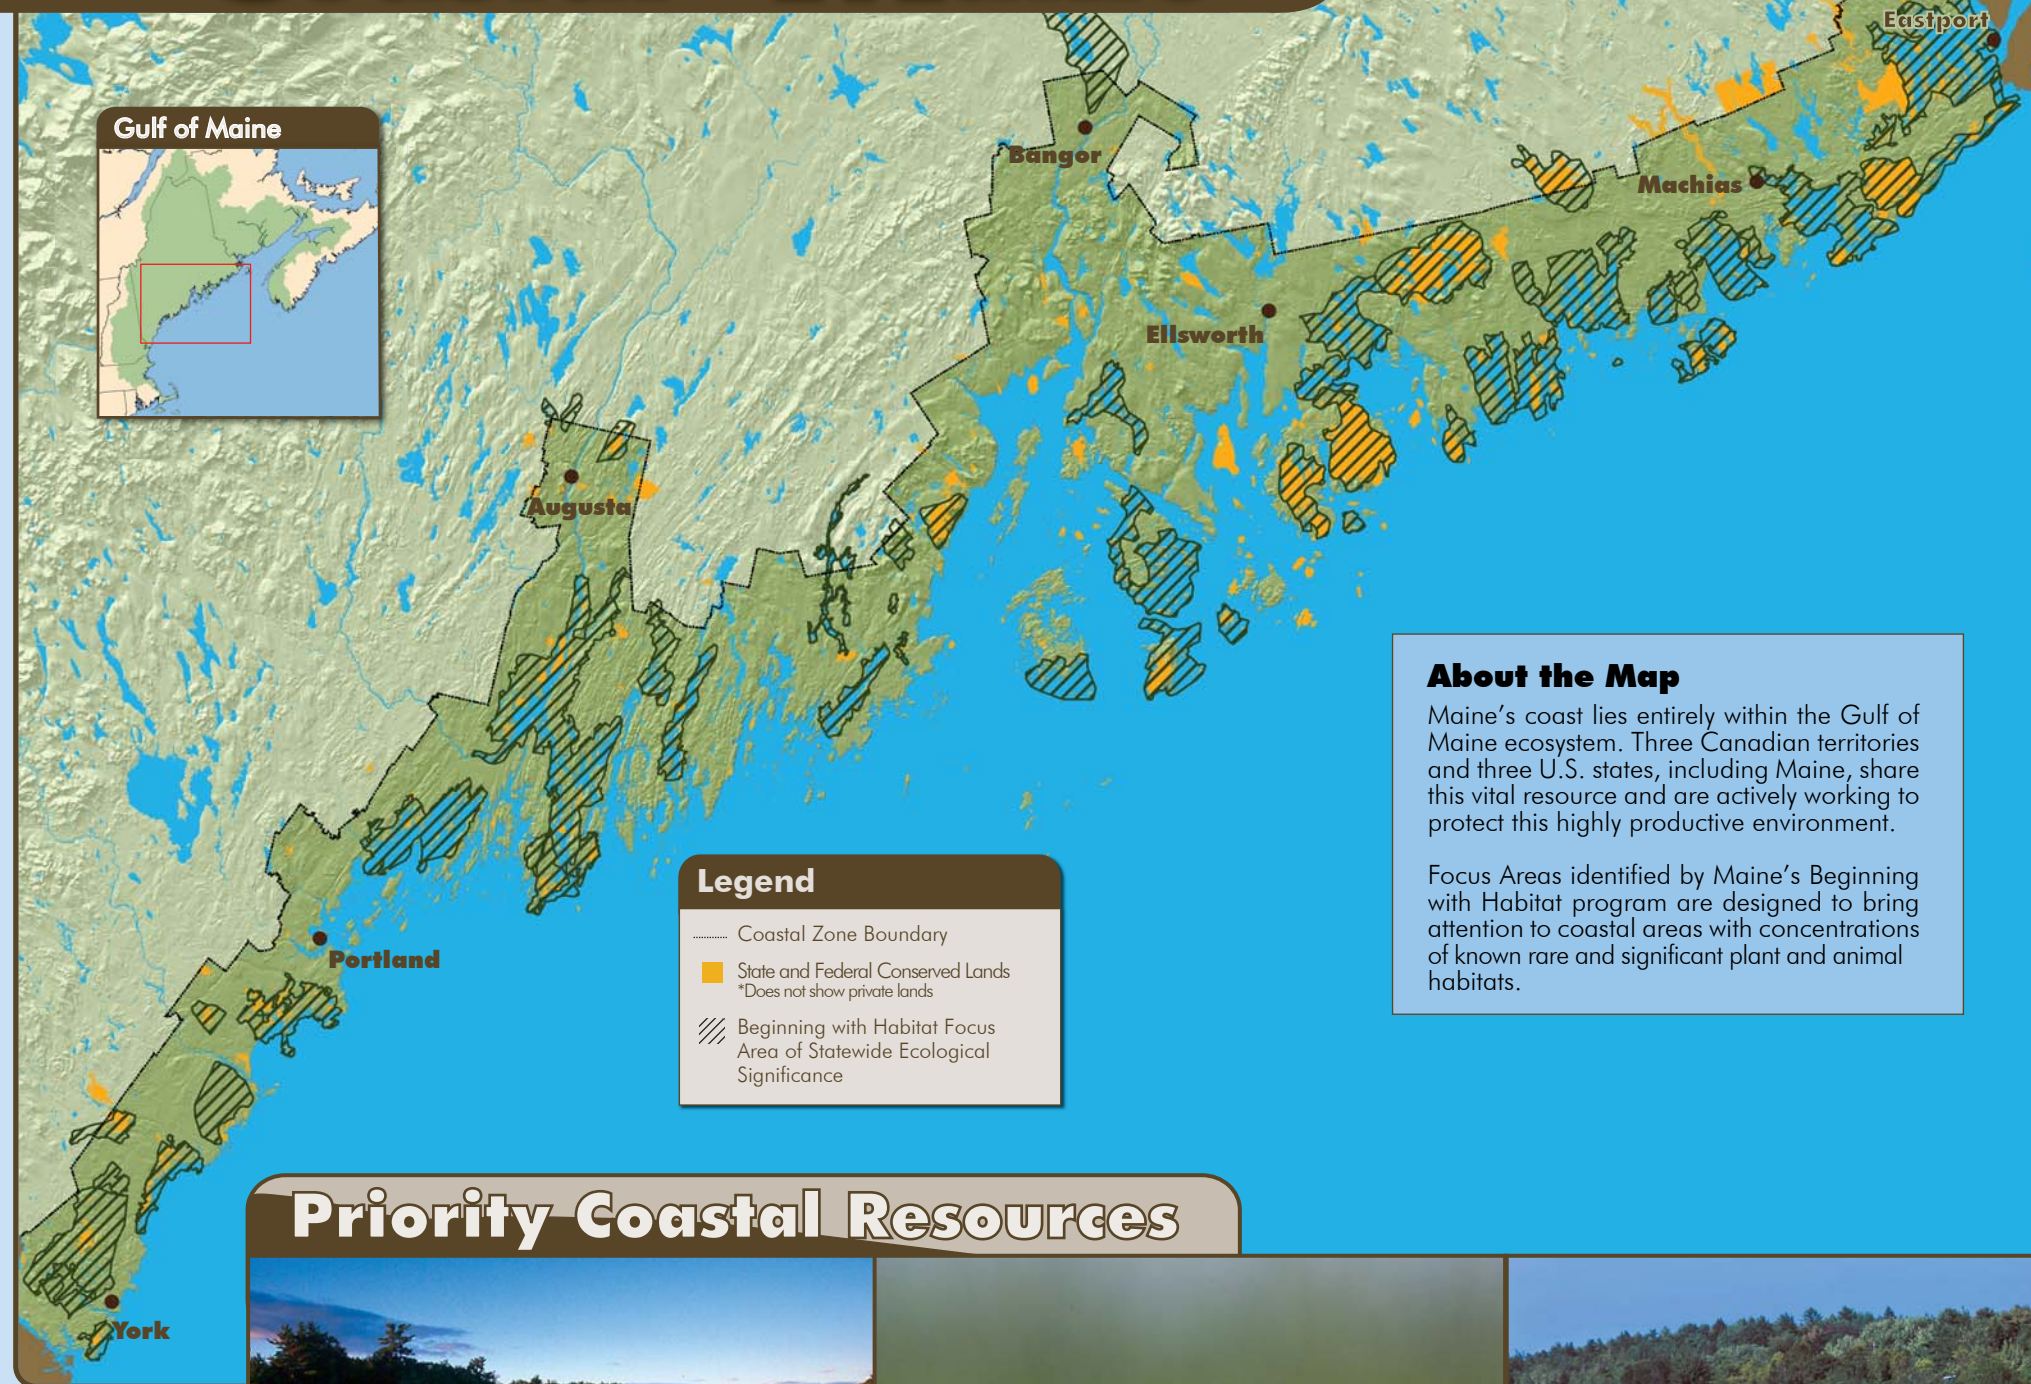 Eastport
Gulf of Maine
Bangor
Machias
Ellsworth
Augusta
About the Map
Maine's coast lies entirely within the Gulf of
Maine ecosystem. Three Canadian territories
and three U.S. states, including Maine, share
this vital resource and are actively working to
protect this highly productive environment.
Focus Areas identified by Maine's Beginning
with Habitat program are designed to bring
attention to coastal areas with concentrations
of known rare and significant plant and animal
habitats.
Legend
Coastal Zone Boundary
State and Federal Conserved Lands
*Does not show private lands
Beginning with Habitat Focus
Area of Statewide Ecological
Significance
Portland
Priority Coastal Resources
York